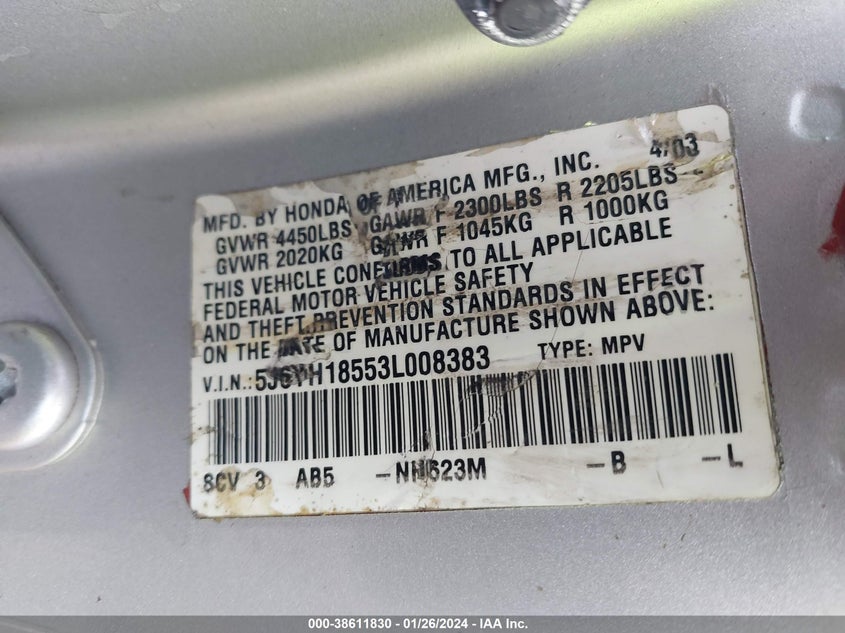 4/03
MFD. BY HONDA OF AMERICA MFG., INC.
GVWR 4450LBS GAWR F 2300LBS R 2205LBS
GVWR 2020KG GAWR F 1045KG R 1000KG
THIS VEHICLE CONFORMS TO ALL APPLICABLE
FEDERAL MOTOR VEHICLE SAFETY
AND THEFT PREVENTION STANDARDS IN EFFECT
ON THE DATE OF MANUFACTURE SHOWN ABOVE:
V.I.N.:5J6YH18553L008383 TYPE: MPV
SCV 3 AB5 -NH623M -B -L
000-38611830 - 01/26/2024 - IAA Inc.